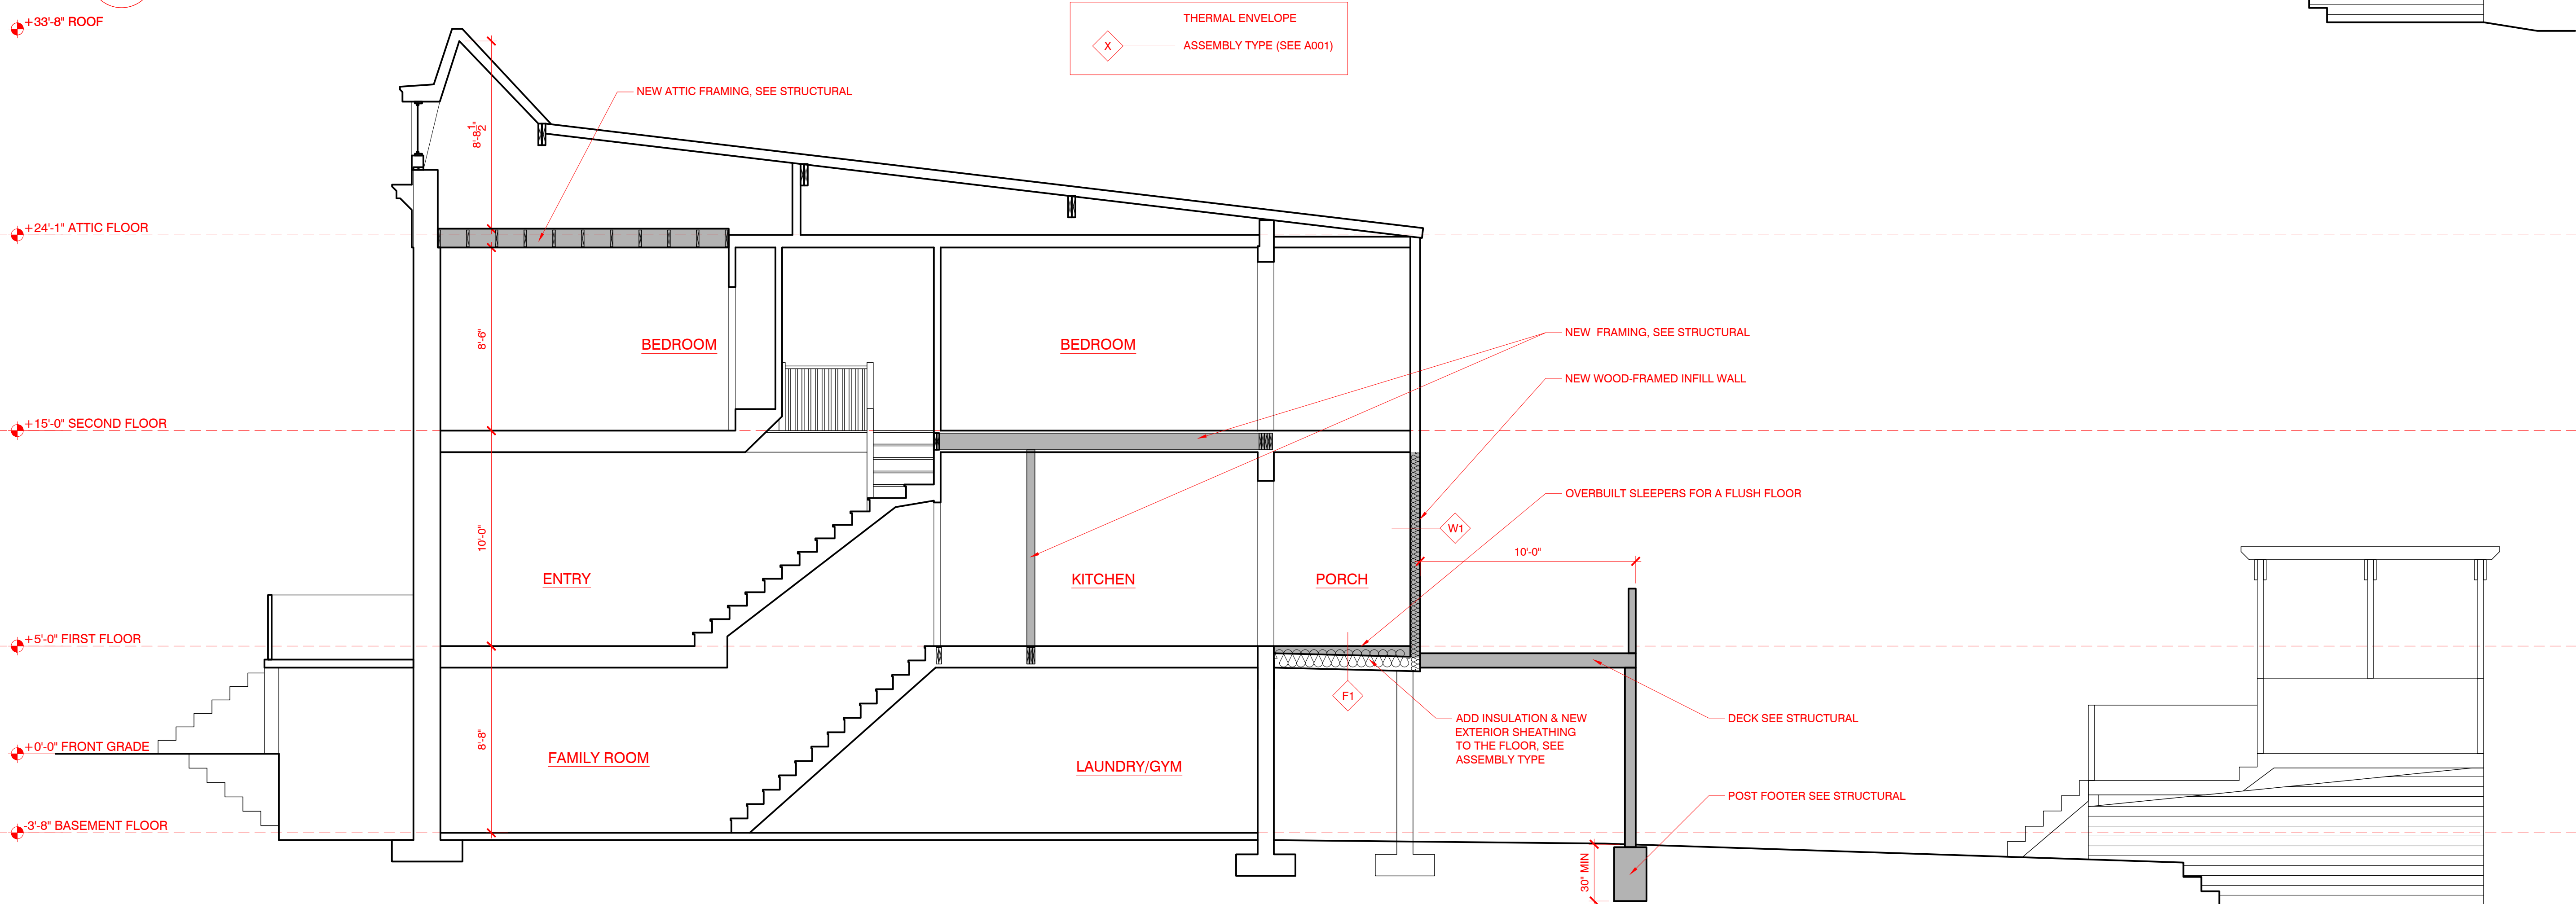 +33'-8" ROOF
THERMAL ENVELOPE
X
ASSEMBLY TYPE (SEE A001)
NEW ATTIC FRAMING, SEE STRUCTURAL
8'-8 1/2"
+24'-1" ATTIC FLOOR
NEW FRAMING, SEE STRUCTURAL
8'-6"
BEDROOM
BEDROOM
NEW WOOD-FRAMED INFILL WALL
+15'-0" SECOND FLOOR
OVERBUILT SLEEPERS FOR A FLUSH FLOOR
W1
10'-0"
10'-0"
ENTRY
KITCHEN
PORCH
+5'-0" FIRST FLOOR
F1
ADD INSULATION & NEW
EXTERIOR SHEATHING
TO THE FLOOR, SEE
ASSEMBLY TYPE
DECK SEE STRUCTURAL
+0'-0" FRONT GRADE
8'-8"
FAMILY ROOM
LAUNDRY/GYM
POST FOOTER SEE STRUCTURAL
-3'-8" BASEMENT FLOOR
30" MIN